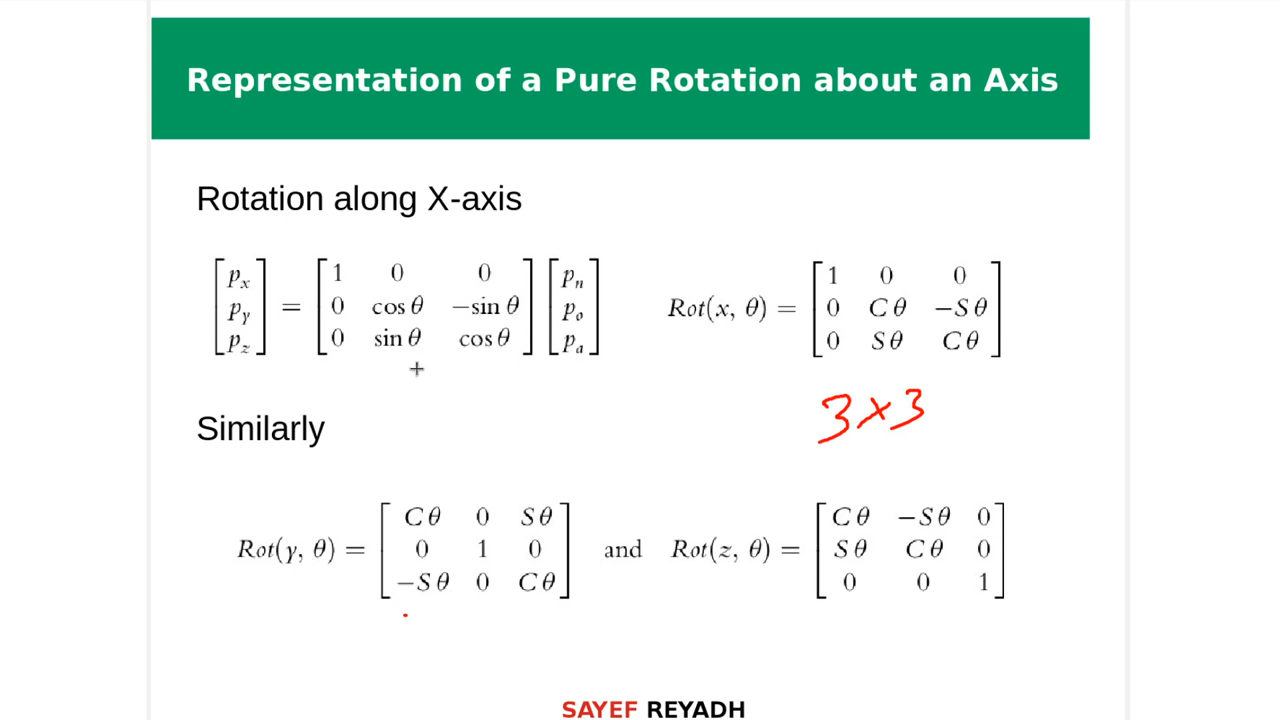 Representation of a Pure Rotation about an Axis
Rotation along X-axis
[p_x; p_y; p_z] = [1 0 0; 0 cos θ −sin θ; 0 sin θ cos θ] [p_n; p_o; p_a]    Rot(x, θ) = [1 0 0; 0 Cθ −Sθ; 0 Sθ Cθ]
3×3
Similarly
Rot(y, θ) = [Cθ 0 Sθ; 0 1 0; −Sθ 0 Cθ] and Rot(z, θ) = [Cθ −Sθ 0; Sθ Cθ 0; 0 0 1]
SAYEF REYADH